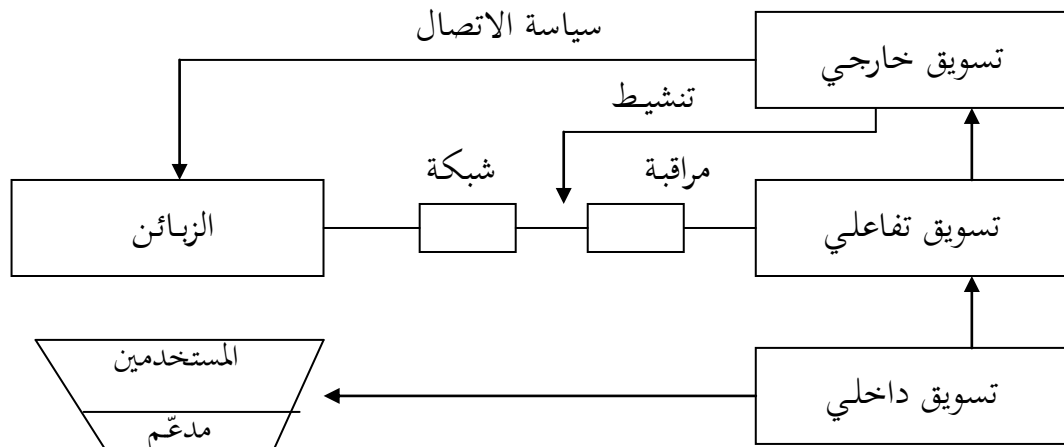 سياسة الاتصال
تسويق خارجي
تنشيط
مراقبة
شبكة
تسويق تفاعلي
الزبائن
المستخدمين
تسويق داخلي
مدعّم